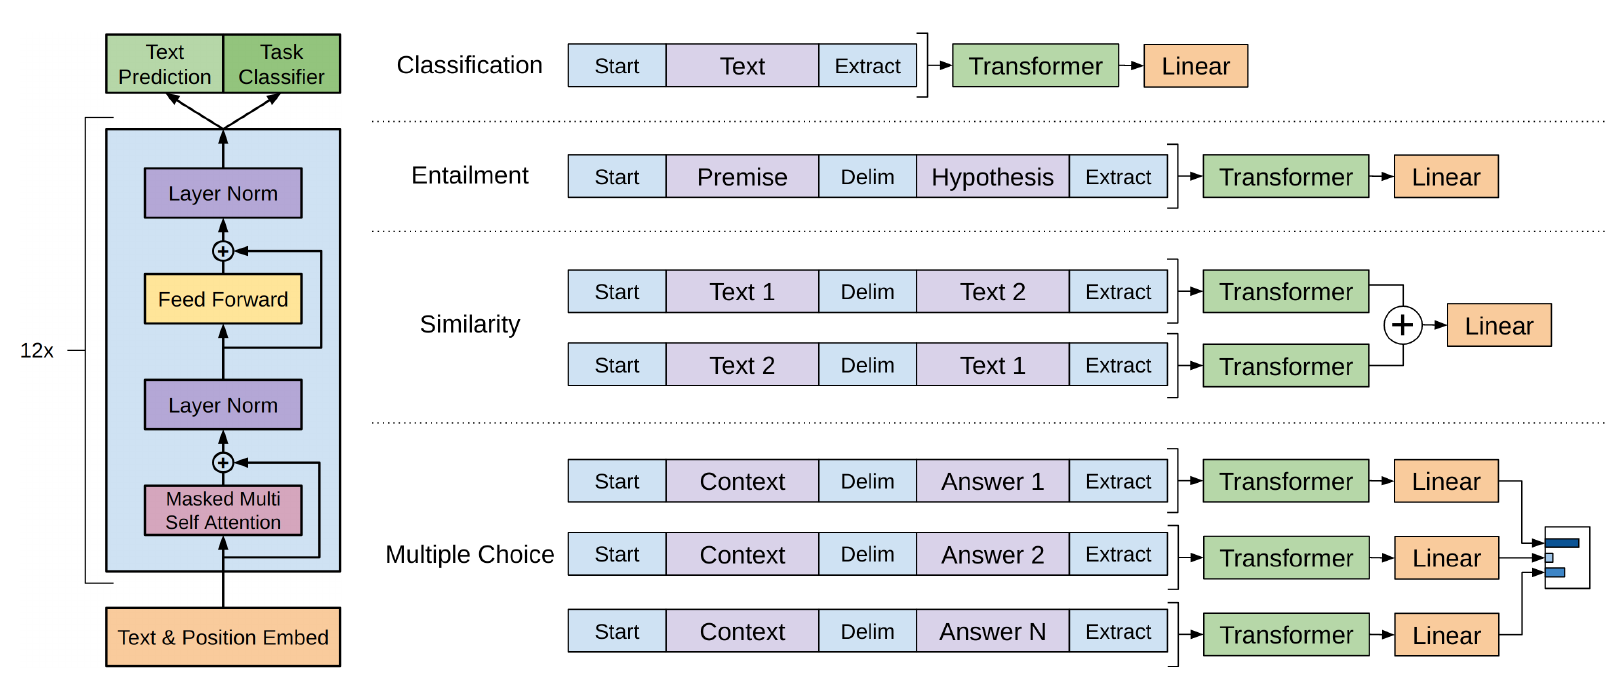 Text
Prediction
Task
Classifier
12x
Layer Norm
+
Feed Forward
Layer Norm
+
Masked Multi
Self Attention
Text & Position Embed
Classification
Start Text Extract Transformer Linear
Entailment
Start Premise Delim Hypothesis Extract Transformer Linear
Similarity
Start Text 1 Delim Text 2 Extract Transformer
+ Linear
Start Text 2 Delim Text 1 Extract Transformer
Multiple Choice
Start Context Delim Answer 1 Extract Transformer Linear
Start Context Delim Answer 2 Extract Transformer Linear
Start Context Delim Answer N Extract Transformer Linear